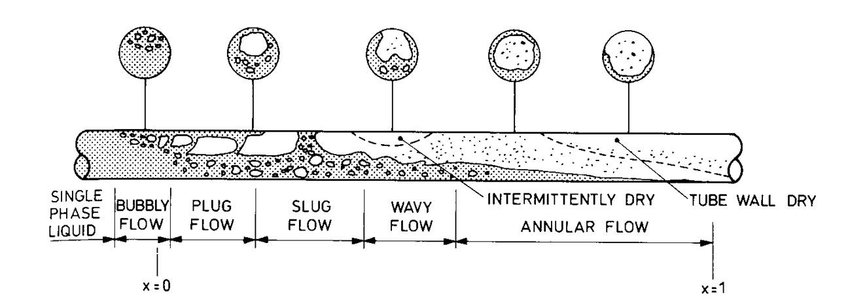 INTERMITTENTLY DRY
TUBE WALL DRY
SINGLE
PHASE
LIQUID
BUBBLY
FLOW
PLUG
FLOW
SLUG
FLOW
WAVY
FLOW
ANNULAR FLOW
x=0
x=1